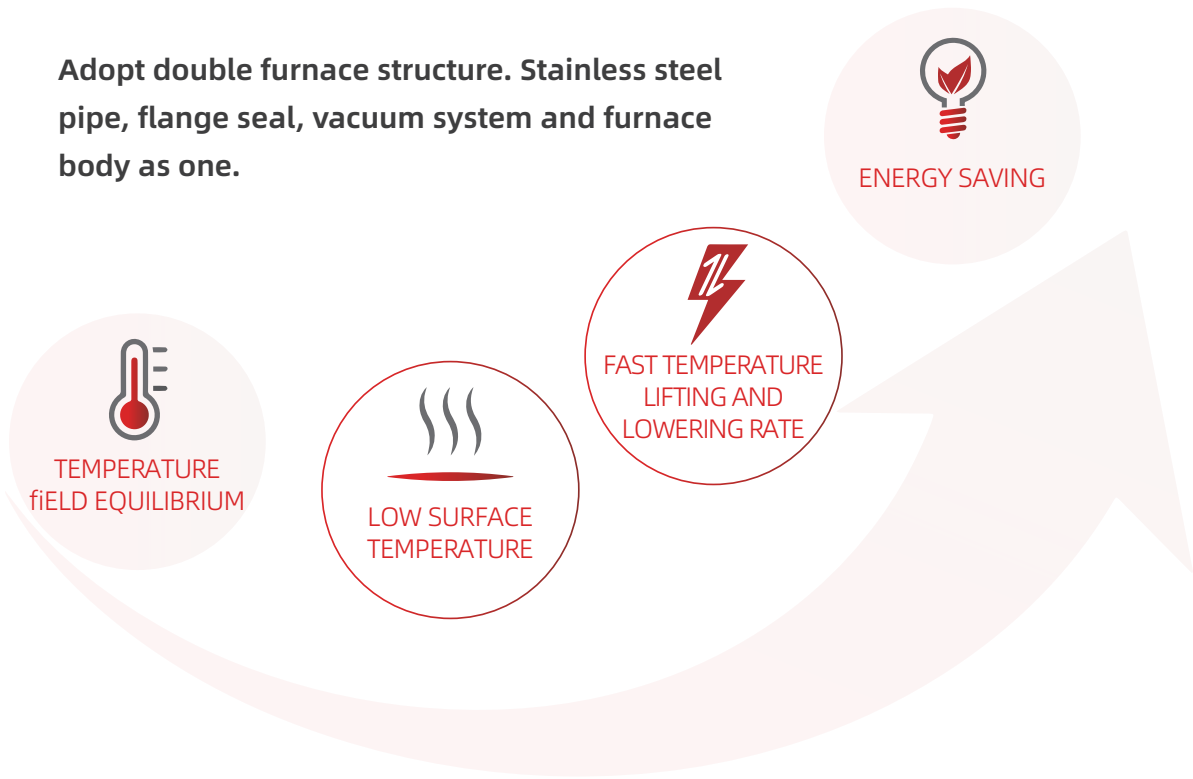 Adopt double furnace structure. Stainless steel
pipe, flange seal, vacuum system and furnace
body as one.
ENERGY SAVING
FAST TEMPERATURE
LIFTING AND
LOWERING RATE
TEMPERATURE
fiELD EQUILIBRIUM
LOW SURFACE
TEMPERATURE